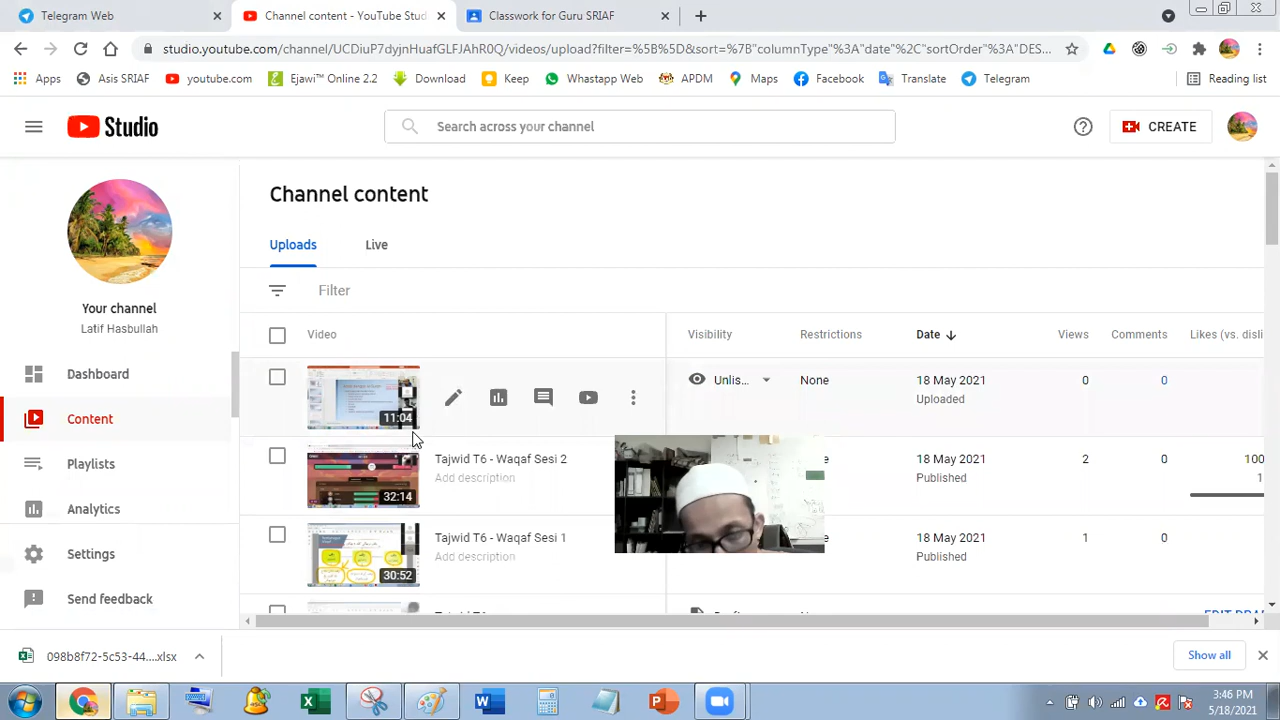 Telegram Web
Channel content - YouTube Studi
Classwork for Guru SRIAF
studio.youtube.com/channel/UCDiuP7dyjnHuafGLFJAhR0Q/videos/upload?filter=%5B%5D&sort=%7B"columnType"%3A"date"%2C"sortOrder"%3A"DES...
Apps
Asis SRIAF
youtube.com
Ejawi™ Online 2.2
Download
Keep
Whastapp Web
APDM
Maps
Facebook
Translate
Telegram
Reading list
Studio
Search across your channel
CREATE
Your channel
Latif Hasbullah
Dashboard
Content
Playlists
Analytics
Settings
Send feedback
Channel content
Uploads
Live
Filter
Video
Visibility
Restrictions
Date
Views
Comments
Likes (vs. disli
11:04
Unlis...
None
18 May 2021
Uploaded
0
0
32:14
Tajwid T6 - Waqaf Sesi 2
Add description
18 May 2021
Published
2
0
100
30:52
Tajwid T6 - Waqaf Sesi 1
Add description
18 May 2021
Published
1
0
098b8f72-5c53-44....xlsx
Show all
3:46 PM
5/18/2021